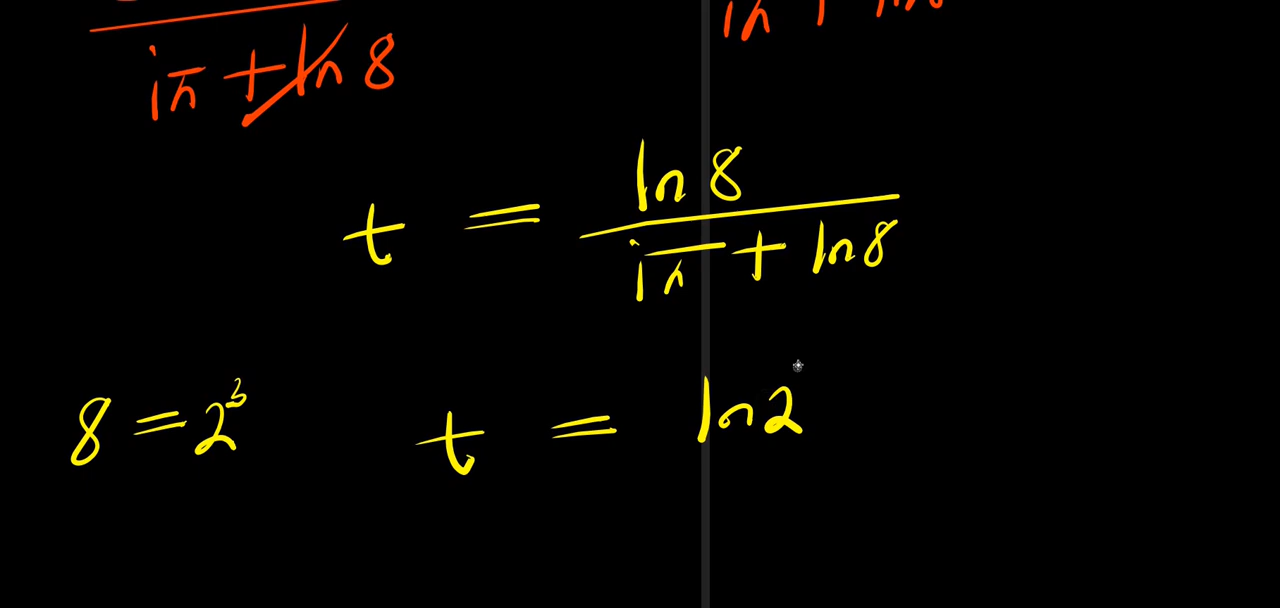 iπ + ln 8
t = ln 8 / iπ + ln 8
8 = 2³
t = ln 2